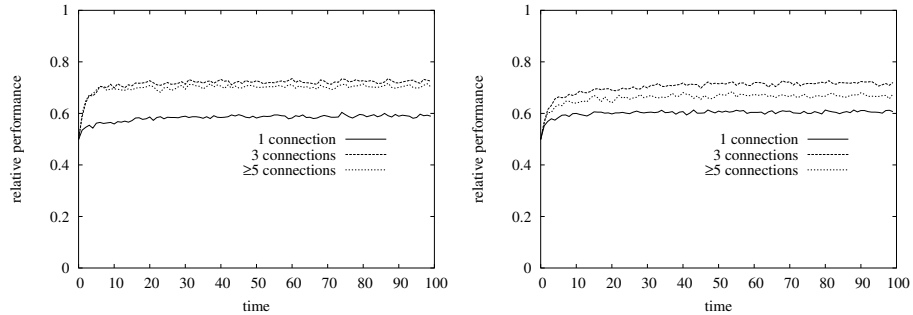 1
0.8
0.6
0.4
0.2
0
relative performance
1 connection
3 connections
≥5 connections
0 10 20 30 40 50 60 70 80 90 100
time
1
0.8
0.6
0.4
0.2
0
relative performance
1 connection
3 connections
≥5 connections
0 10 20 30 40 50 60 70 80 90 100
time